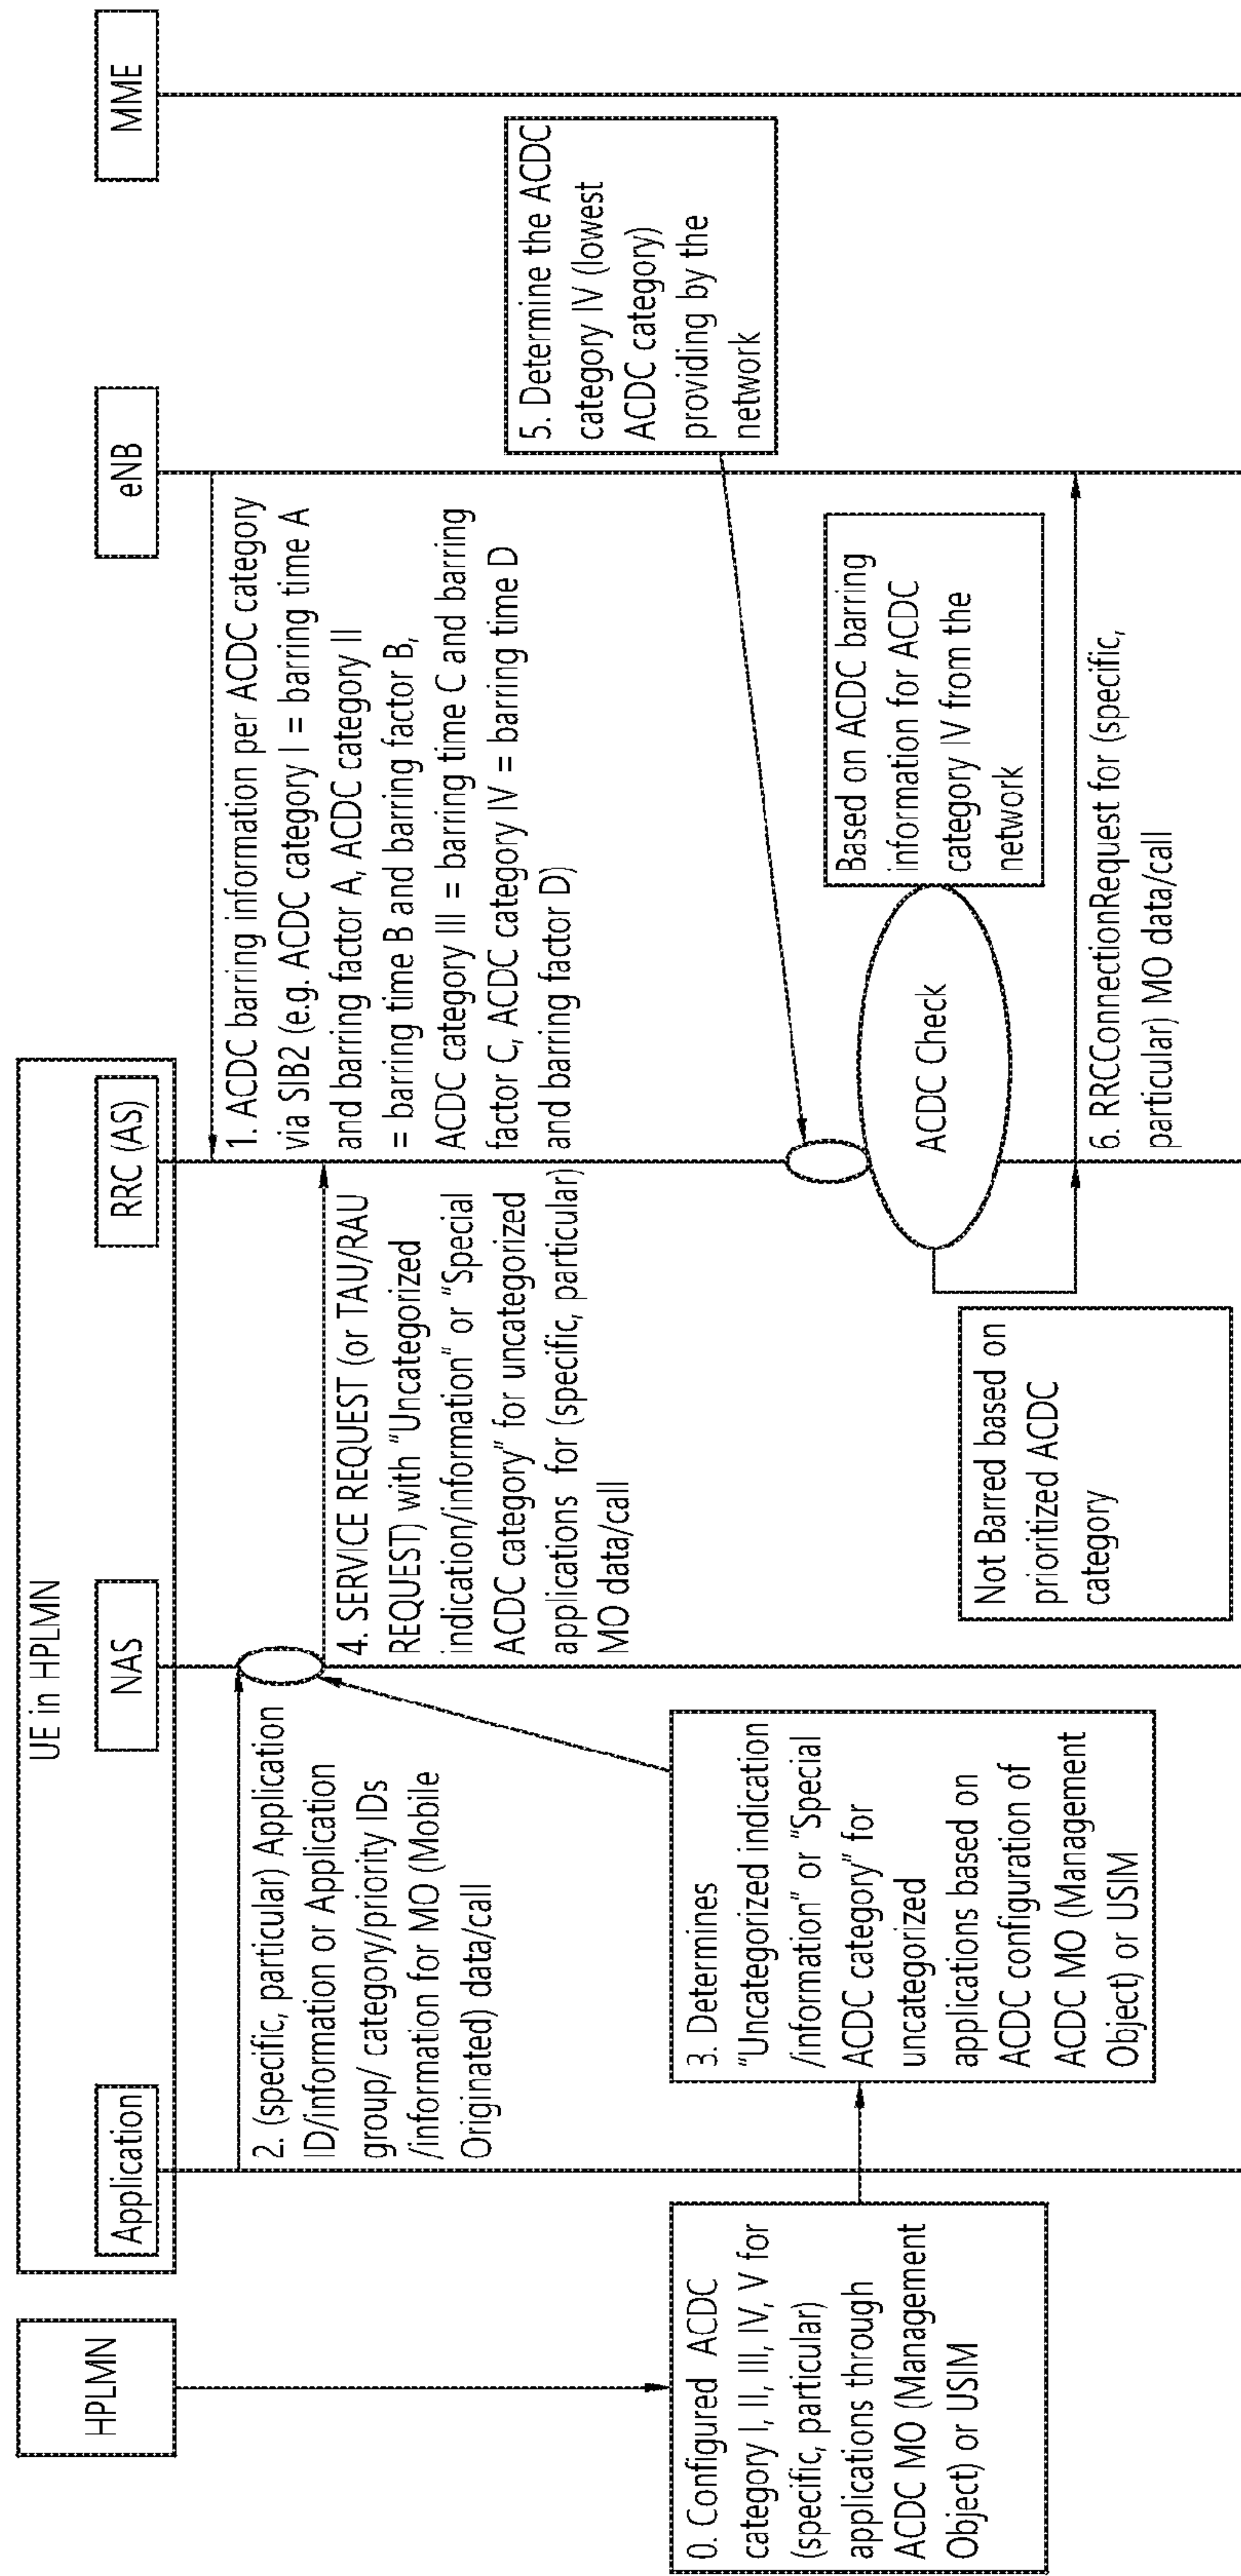 UE in HPLMN
HPLMN
Application
NAS
RRC (AS)
eNB
MME
0. Configured ACDC
category I, II, III, IV, V for
(specific, particular)
applications through
ACDC MO (Management
Object) or USIM
1. ACDC barring information per ACDC category
via SIB2 (e.g. ACDC category I = barring time A
and barring factor A, ACDC category II
= barring time B and barring factor B,
ACDC category III = barring time C and barring
factor C, ACDC category IV = barring time D
and barring factor D)
2. (specific, particular) Application
ID/information or Application
group/ category/priority IDs
/information for MO (Mobile
Originated) data/call
3. Determines
“Uncategorized indication
/information” or “Special
ACDC category” for
uncategorized
applications based on
ACDC configuration of
ACDC MO (Management
Object) or USIM
4. SERVICE REQUEST (or TAU/RAU
REQUEST) with “Uncategorized
indication/information” or “Special
ACDC category” for uncategorized
applications for (specific, particular)
MO data/call
5. Determine the ACDC
category IV (lowest
ACDC category)
providing by the
network
ACDC Check
Based on ACDC barring
information for ACDC
category IV from the
network
Not Barred based on
prioritized ACDC
category
6. RRCConnectionRequest for (specific,
particular) MO data/call